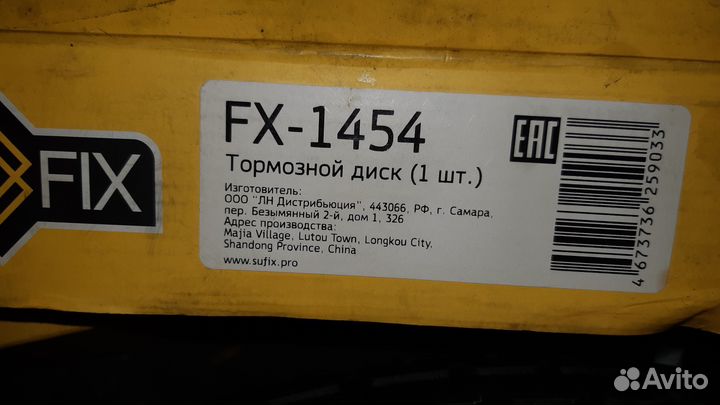 FIX
FX-1454
Тормозной диск (1 шт.)
Изготовитель:
ООО "ЛН Дистрибьюция", 443066, РФ, г. Самара,
пер. Безымянный 2-й, дом 1, 326
Адрес производства:
Majia Village, Lutou Town, Longkou City,
Shandong Province, China
www.sufix.pro
EAC
4673736259033
Avito